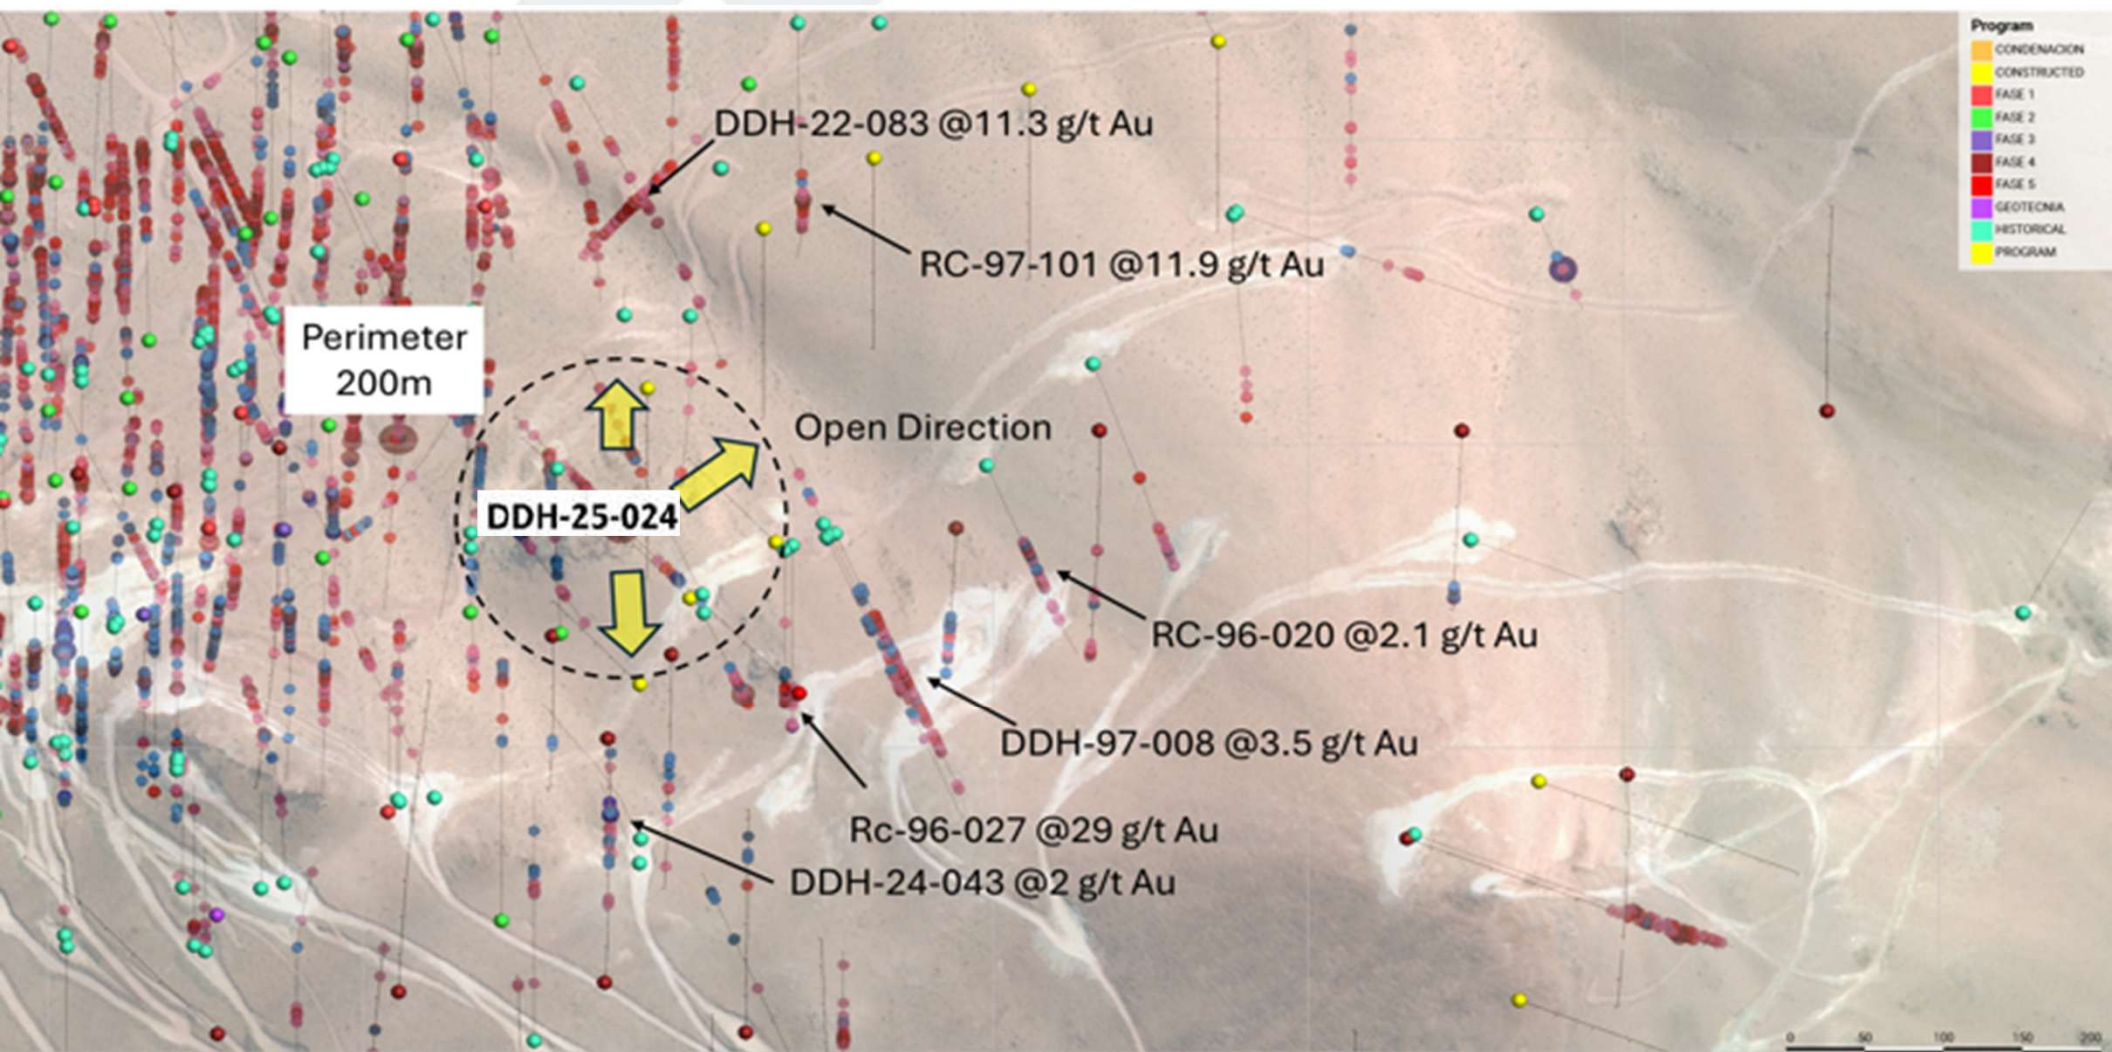 Program
CONDENACION
CONSTRUCTED
FASE 1
FASE 2
FASE 3
FASE 4
FASE 5
GEOTECNIA
HISTORICAL
PROGRAM
DDH-22-083 @11.3 g/t Au
RC-97-101 @11.9 g/t Au
Perimeter
200m
Open Direction
DDH-25-024
RC-96-020 @2.1 g/t Au
DDH-97-008 @3.5 g/t Au
Rc-96-027 @29 g/t Au
DDH-24-043 @2 g/t Au
0 50 100 150 200